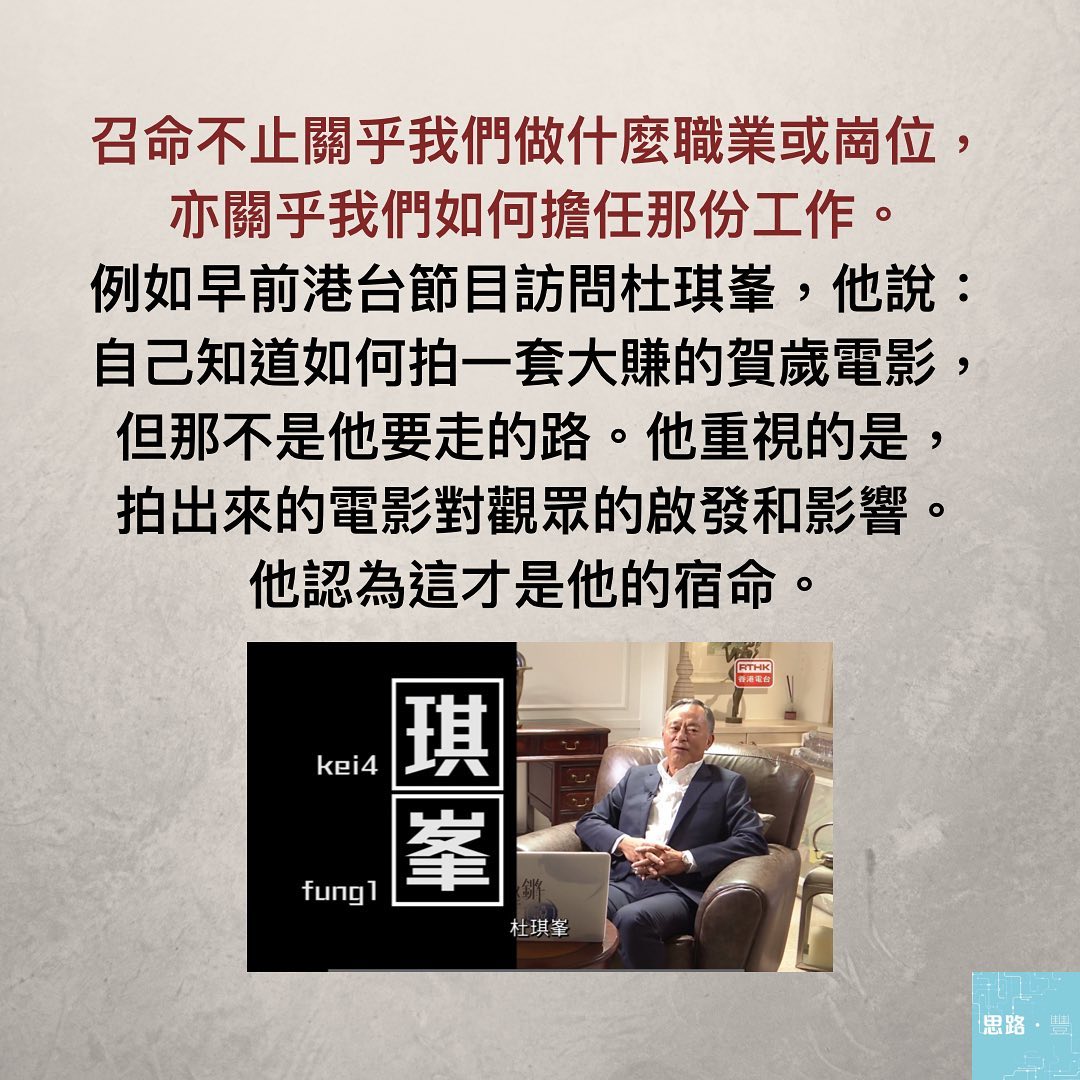 召命不止關乎我們做什麼職業或崗位，
亦關乎我們如何擔任那份工作。
例如早前港台節目訪問杜琪峯，他說：
自己知道如何拍一套大賺的賀歲電影，
但那不是他要走的路。他重視的是，
拍出來的電影對觀眾的啟發和影響。
他認為這才是他的宿命。
RTHK
香港電台
kei4
琪
fung1
峯
杜琪峯
思路·豐